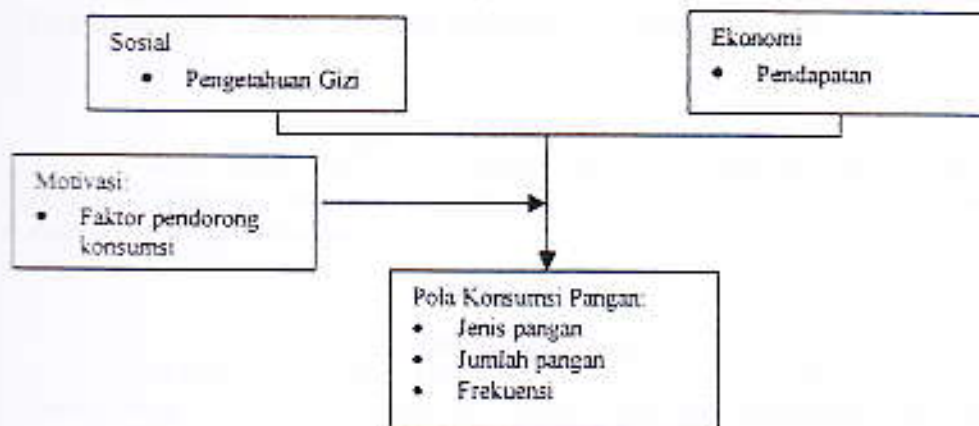 Sosial
• Pengetahuan Gizi
Ekonomi
• Pendapatan
Motivasi:
• Faktor pendorong
konsumsi
Pola Konsumsi Pangan:
• Jenis pangan
• Jumlah pangan
• Frekuensi